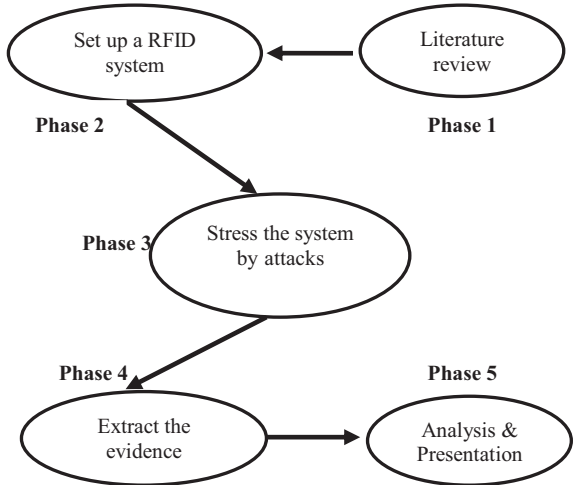 Set up a RFID
system
Literature
review
Phase 2
Phase 1
Phase 3
Stress the system
by attacks
Phase 4
Phase 5
Extract the
evidence
Analysis &
Presentation